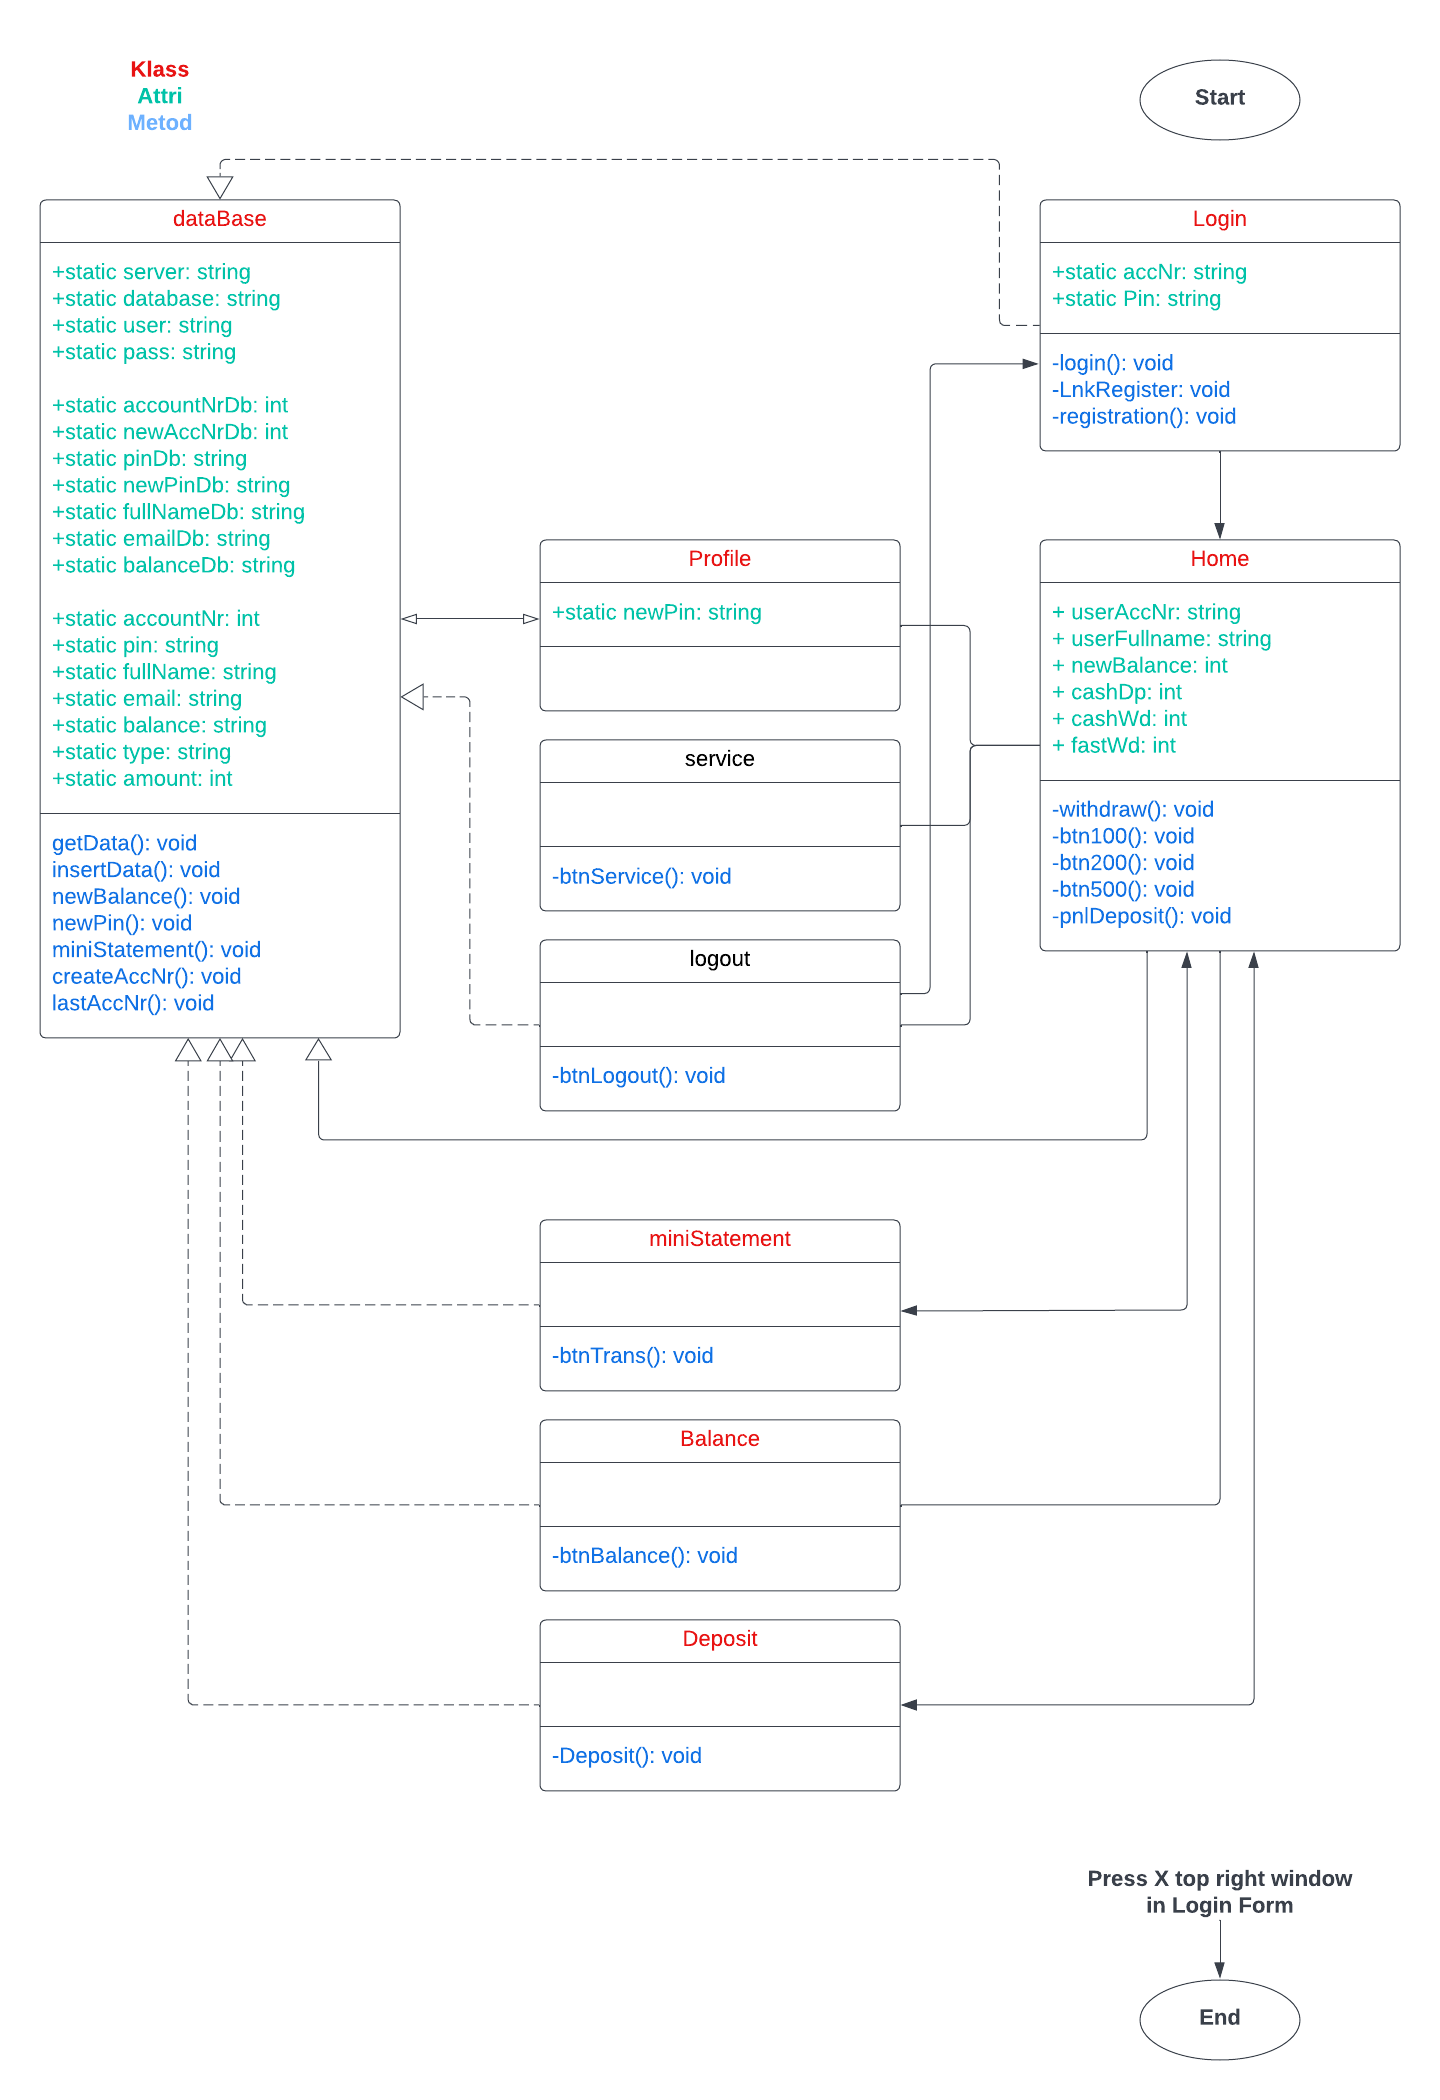 Klass
Attri
Metod
Start
dataBase
+static server: string
+static database: string
+static user: string
+static pass: string
+static accountNrDb: int
+static newAccNrDb: int
+static pinDb: string
+static newPinDb: string
+static fullNameDb: string
+static emailDb: string
+static balanceDb: string
+static accountNr: int
+static pin: string
+static fullName: string
+static email: string
+static balance: string
+static type: string
+static amount: int
getData(): void
insertData(): void
newBalance(): void
newPin(): void
miniStatement(): void
createAccNr(): void
lastAccNr(): void
Login
+static accNr: string
+static Pin: string
-login(): void
-LnkRegister: void
-registration(): void
Profile
+static newPin: string
service
-btnService(): void
logout
-btnLogout(): void
Home
+ userAccNr: string
+ userFullname: string
+ newBalance: int
+ cashDp: int
+ cashWd: int
+ fastWd: int
-withdraw(): void
-btn100(): void
-btn200(): void
-btn500(): void
-pnlDeposit(): void
miniStatement
-btnTrans(): void
Balance
-btnBalance(): void
Deposit
-Deposit(): void
Press X top right window
in Login Form
End